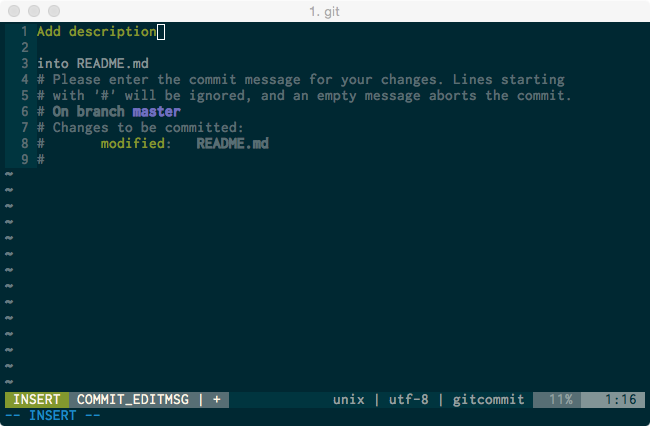 1. git
1 Add description
2
3 into README.md
4 # Please enter the commit message for your changes. Lines starting
5 # with '#' will be ignored, and an empty message aborts the commit.
6 # On branch master
7 # Changes to be committed:
8 #       modified:   README.md
9 #
~
~
~
~
~
~
~
~
~
~
~
~
~
~
INSERT COMMIT_EDITMSG | + unix | utf-8 | gitcommit 11% 1:16
-- INSERT --